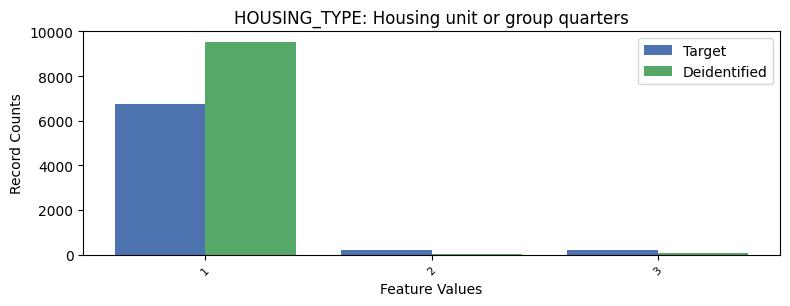 HOUSING_TYPE: Housing unit or group quarters
10000
8000
6000
4000
2000
0
Record Counts
Target
Deidentified
1
2
3
Feature Values